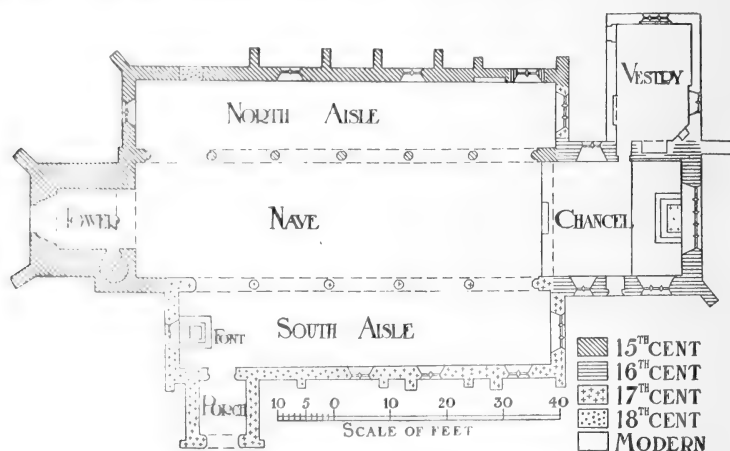 VESTRY
NORTH AISLE
TOWER
NAVE
CHANCEL
SOUTH AISLE
FONT
PORCH
15TH CENT
16TH CENT
17TH CENT
18TH CENT
MODERN
10 5 0 10 20 30 40
SCALE OF FEET